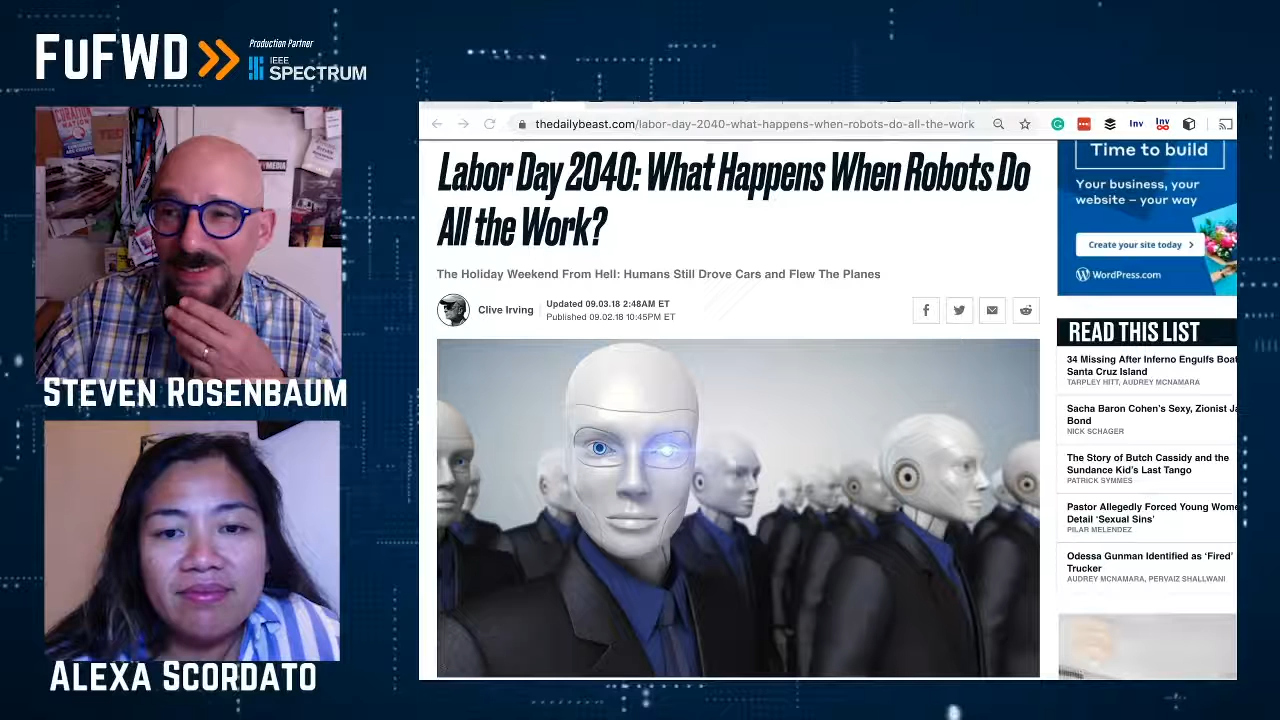 FUFWD
Production Partner
IEEE
SPECTRUM
CURATION
NATION
MEDIA
STEVEN ROSENBAUM
ALEXA SCORDATO
thedailybeast.com/labor-day-2040-what-happens-when-robots-do-all-the-work
Inv
Inv
Labor Day 2040: What Happens When Robots Do
All the Work?
The Holiday Weekend From Hell: Humans Still Drove Cars and Flew The Planes
Clive Irving
Updated 09.03.18 2:48AM ET
Published 09.02.18 10:45PM ET
Time to build
Your business, your
website – your way
Create your site today
WordPress.com
READ THIS LIST
34 Missing After Inferno Engulfs Boat
Santa Cruz Island
TARPLEY HITT, AUDREY MCNAMARA
Sacha Baron Cohen's Sexy, Zionist Ja
Bond
NICK SCHAGER
The Story of Butch Cassidy and the
Sundance Kid's Last Tango
PATRICK SYMMES
Pastor Allegedly Forced Young Wome
Detail 'Sexual Sins'
PILAR MELENDEZ
Odessa Gunman Identified as 'Fired'
Trucker
AUDREY MCNAMARA, PERVAIZ SHALLWANI